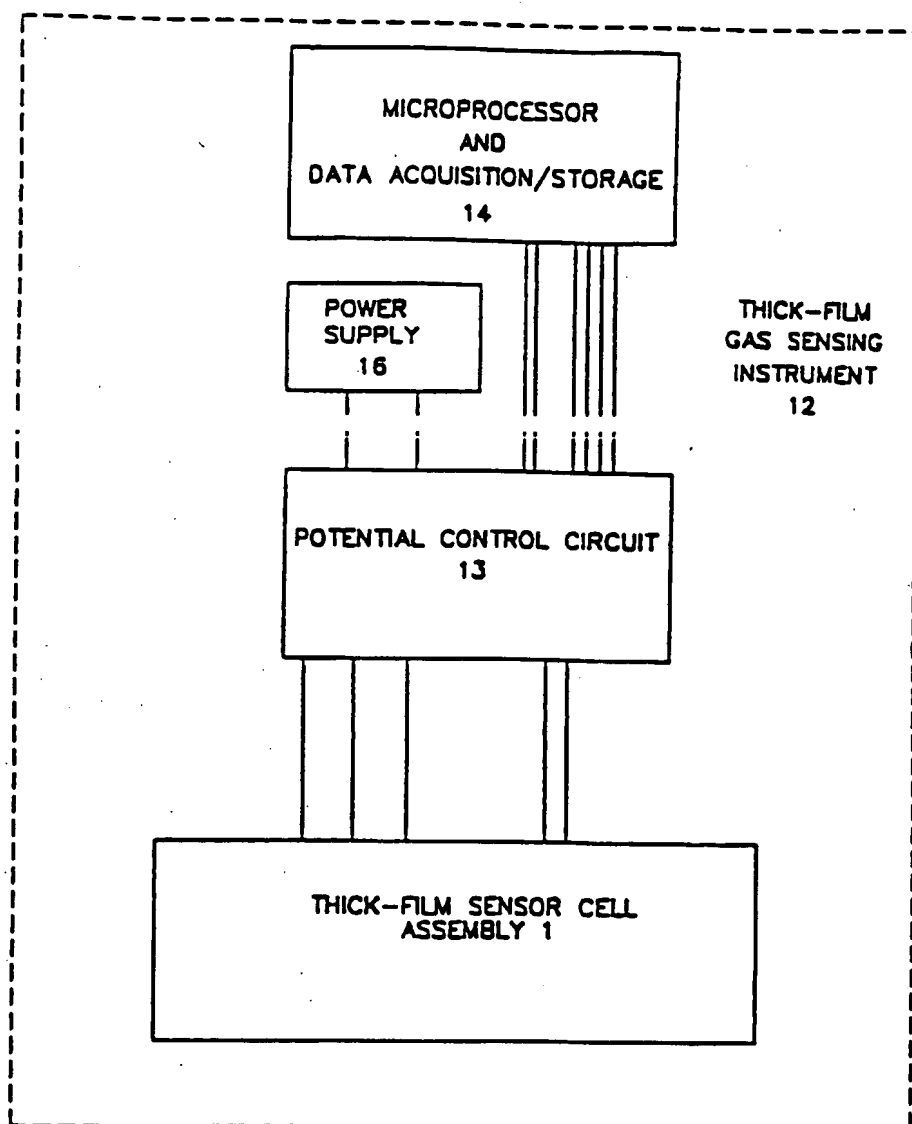 MICROPROCESSOR
AND
DATA ACQUISITION/STORAGE
14
POWER
SUPPLY
16
THICK-FILM
GAS SENSING
INSTRUMENT
12
POTENTIAL CONTROL CIRCUIT
13
THICK-FILM SENSOR CELL
ASSEMBLY 1